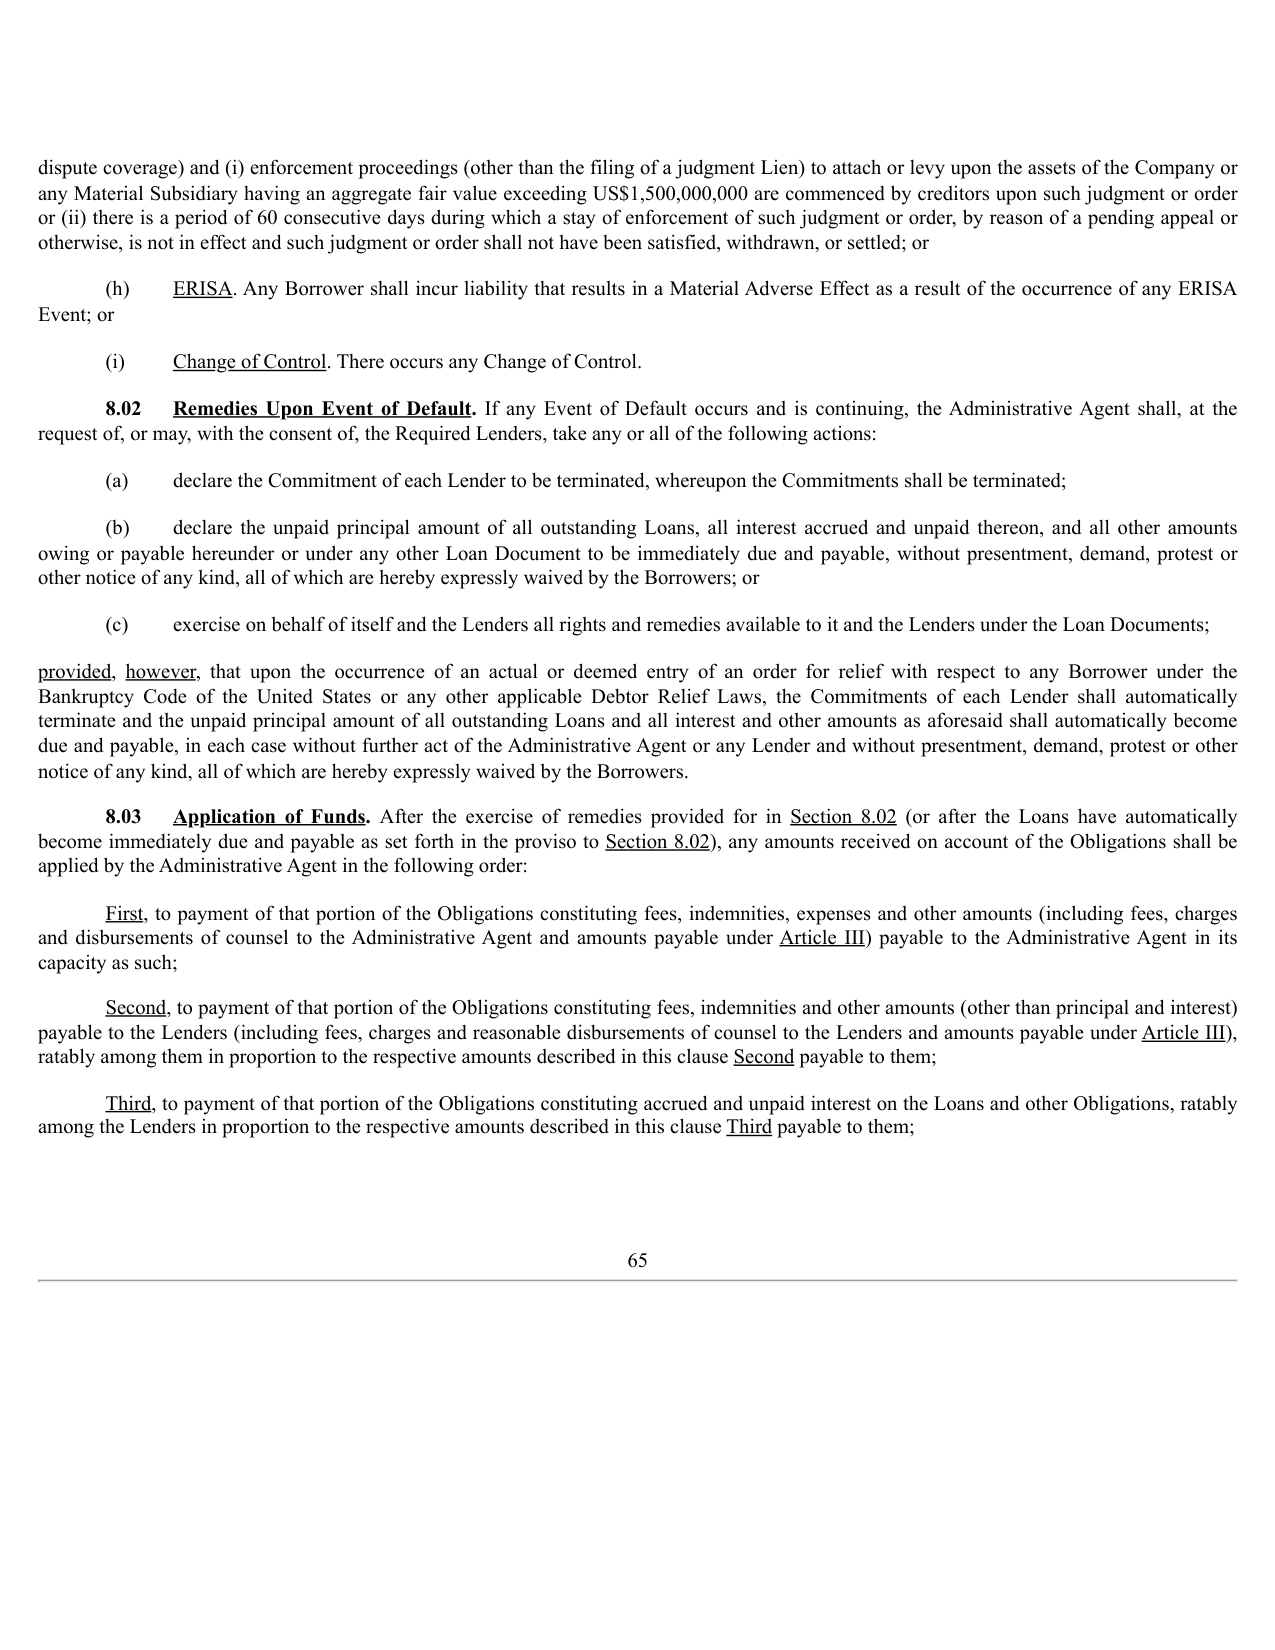 dispute coverage) and (i) enforcement proceedings (other than the filing of a judgment Lien) to attach or levy upon the assets of the Company or
any Material Subsidiary having an aggregate fair value exceeding US$1,500,000,000 are commenced by creditors upon such judgment or order
or (ii) there is a period of 60 consecutive days during which a stay of enforcement of such judgment or order, by reason of a pending appeal or
otherwise, is not in effect and such judgment or order shall not have been satisfied, withdrawn, or settled; or
(h) ERISA. Any Borrower shall incur liability that results in a Material Adverse Effect as a result of the occurrence of any ERISA
Event; or
(i) Change of Control. There occurs any Change of Control.
8.02 Remedies Upon Event of Default. If any Event of Default occurs and is continuing, the Administrative Agent shall, at the
request of, or may, with the consent of, the Required Lenders, take any or all of the following actions:
(a) declare the Commitment of each Lender to be terminated, whereupon the Commitments shall be terminated;
(b) declare the unpaid principal amount of all outstanding Loans, all interest accrued and unpaid thereon, and all other amounts
owing or payable hereunder or under any other Loan Document to be immediately due and payable, without presentment, demand, protest or
other notice of any kind, all of which are hereby expressly waived by the Borrowers; or
(c) exercise on behalf of itself and the Lenders all rights and remedies available to it and the Lenders under the Loan Documents;
provided, however, that upon the occurrence of an actual or deemed entry of an order for relief with respect to any Borrower under the
Bankruptcy Code of the United States or any other applicable Debtor Relief Laws, the Commitments of each Lender shall automatically
terminate and the unpaid principal amount of all outstanding Loans and all interest and other amounts as aforesaid shall automatically become
due and payable, in each case without further act of the Administrative Agent or any Lender and without presentment, demand, protest or other
notice of any kind, all of which are hereby expressly waived by the Borrowers.
8.03 Application of Funds. After the exercise of remedies provided for in Section 8.02 (or after the Loans have automatically
become immediately due and payable as set forth in the proviso to Section 8.02), any amounts received on account of the Obligations shall be
applied by the Administrative Agent in the following order:
First, to payment of that portion of the Obligations constituting fees, indemnities, expenses and other amounts (including fees, charges
and disbursements of counsel to the Administrative Agent and amounts payable under Article III) payable to the Administrative Agent in its
capacity as such;
Second, to payment of that portion of the Obligations constituting fees, indemnities and other amounts (other than principal and interest)
payable to the Lenders (including fees, charges and reasonable disbursements of counsel to the Lenders and amounts payable under Article III),
ratably among them in proportion to the respective amounts described in this clause Second payable to them;
Third, to payment of that portion of the Obligations constituting accrued and unpaid interest on the Loans and other Obligations, ratably
among the Lenders in proportion to the respective amounts described in this clause Third payable to them;
65